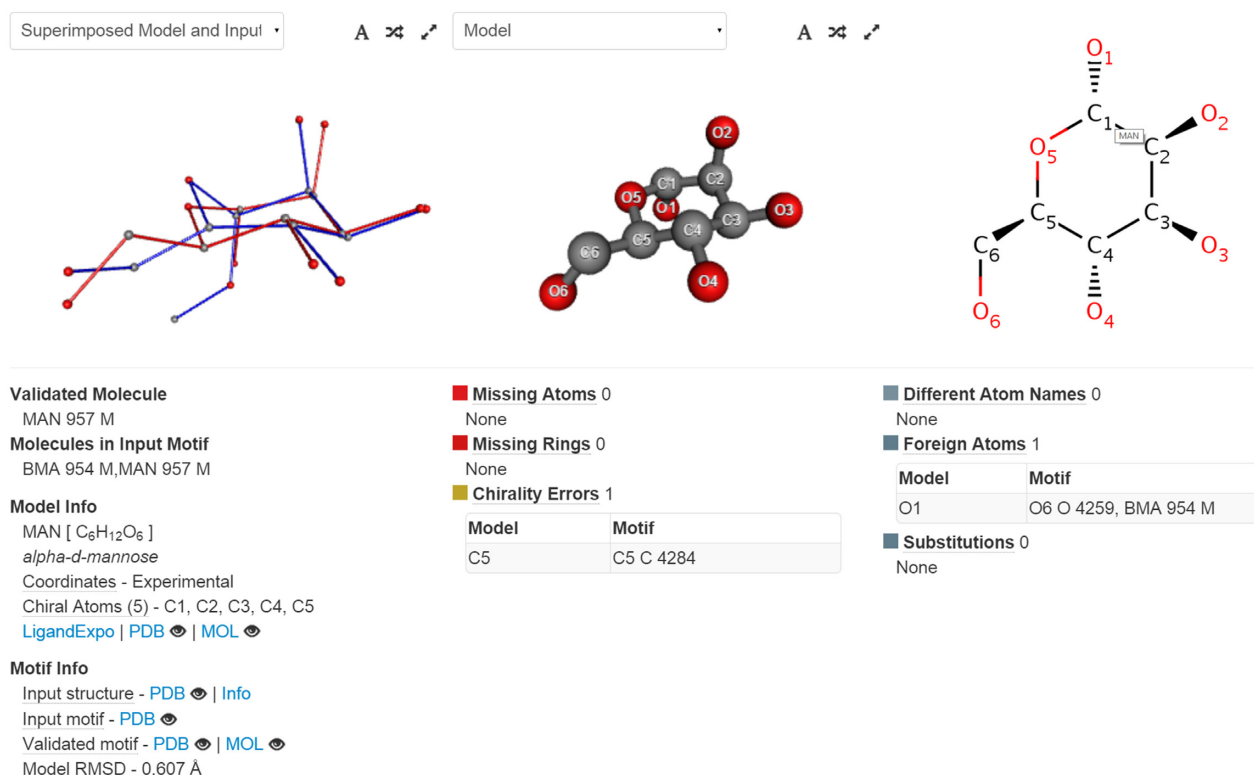 Superimposed Model and Input
A
Model
A
O1
C1
MAN
O2
C2
O5
C5
C3
C6
C4
O3
O6
O4
O2
C1
C2
O5
O1
C3
O3
C4
C5
C6
O4
O6
Validated Molecule
MAN 957 M
Molecules in Input Motif
BMA 954 M,MAN 957 M
Model Info
MAN [ C6H12O6 ]
alpha-d-mannose
Coordinates - Experimental
Chiral Atoms (5) - C1, C2, C3, C4, C5
LigandExpo | PDB | MOL
Motif Info
Input structure - PDB | Info
Input motif - PDB
Validated motif - PDB | MOL
Model RMSD - 0.607 Å
Missing Atoms 0
None
Missing Rings 0
None
Chirality Errors 1
Model Motif
C5 C5 C 4284
Different Atom Names 0
None
Foreign Atoms 1
Model Motif
O1 O6 O 4259, BMA 954 M
Substitutions 0
None